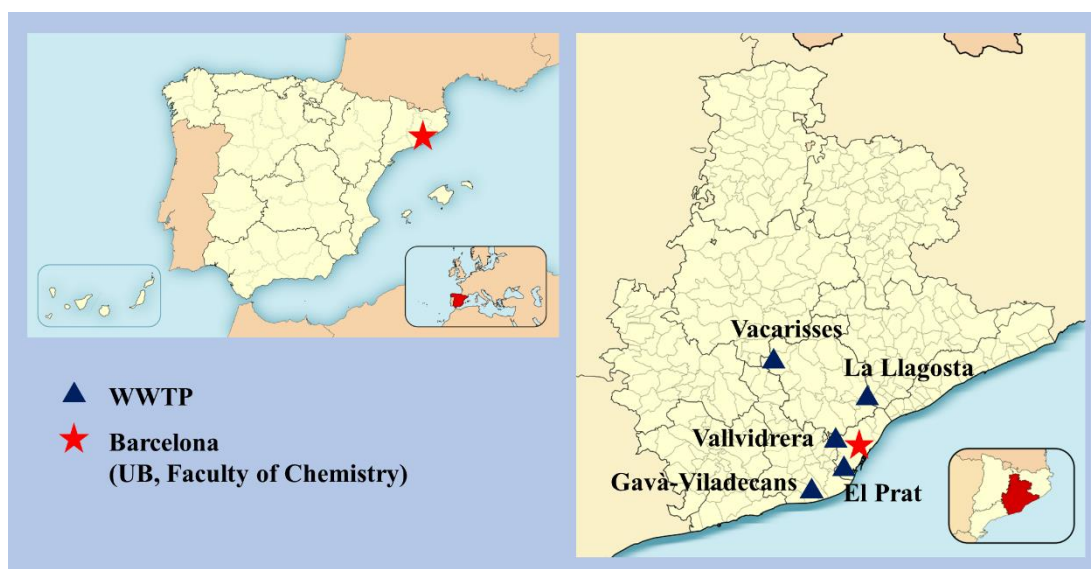 WWTP
Barcelona
(UB, Faculty of Chemistry)
Vacarisses
La Llagosta
Vallvidrera
Gavà-Viladecans
El Prat